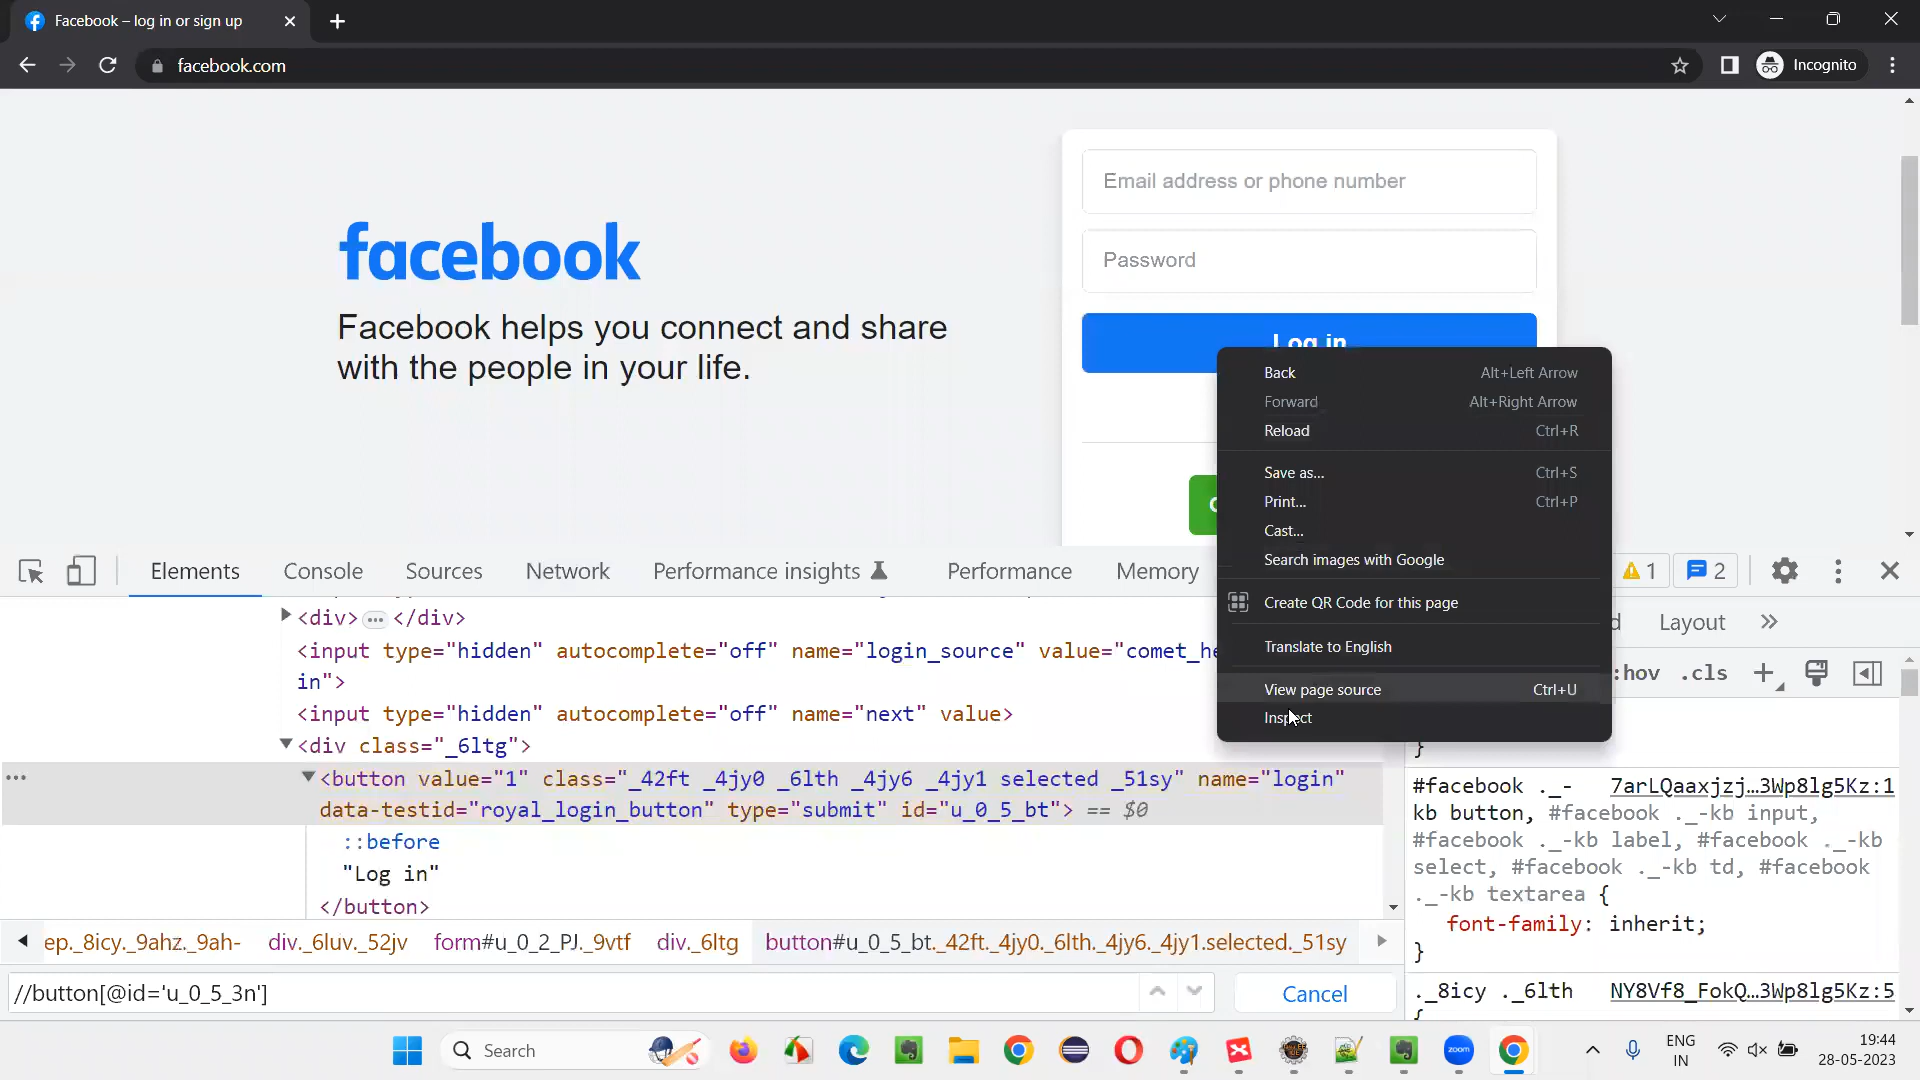 Facebook – log in or sign up
facebook.com
Incognito
Email address or phone number
Password
facebook
Facebook helps you connect and share
with the people in your life.
Log in
Back Alt+Left Arrow
Forward Alt+Right Arrow
Reload Ctrl+R
Save as... Ctrl+S
Print... Ctrl+P
Cast...
Search images with Google
Create QR Code for this page
Translate to English
View page source Ctrl+U
Inspect
Elements Console Sources Network Performance insights Performance Memory 1 2
<div> ... </div>
<input type="hidden" autocomplete="off" name="login_source" value="comet_he
in">
<input type="hidden" autocomplete="off" name="next" value>
<div class="_6ltg">
<button value="1" class="_42ft _4jy0 _6lth _4jy6 _4jy1 selected _51sy" name="login"
data-testid="royal_login_button" type="submit" id="u_0_5_bt"> == $0
::before
"Log in"
</button>
ep._8icy._9ahz._9ah- div._6luv._52jv form#u_0_2_PJ._9vtf div._6ltg button#u_0_5_bt._42ft._4jy0._6lth._4jy6._4jy1.selected._51sy
//button[@id='u_0_5_3n']
Cancel
Layout
:hov .cls
}
#facebook ._- 7arLQaaxjzj…3Wp8lg5Kz:1
kb button, #facebook ._-kb input,
#facebook ._-kb label, #facebook ._-kb
select, #facebook ._-kb td, #facebook
._-kb textarea {
font-family: inherit;
}
._8icy ._6lth NY8Vf8_FokQ…3Wp8lg5Kz:5
{
Search
zoom
ENG
IN
19:44
28-05-2023